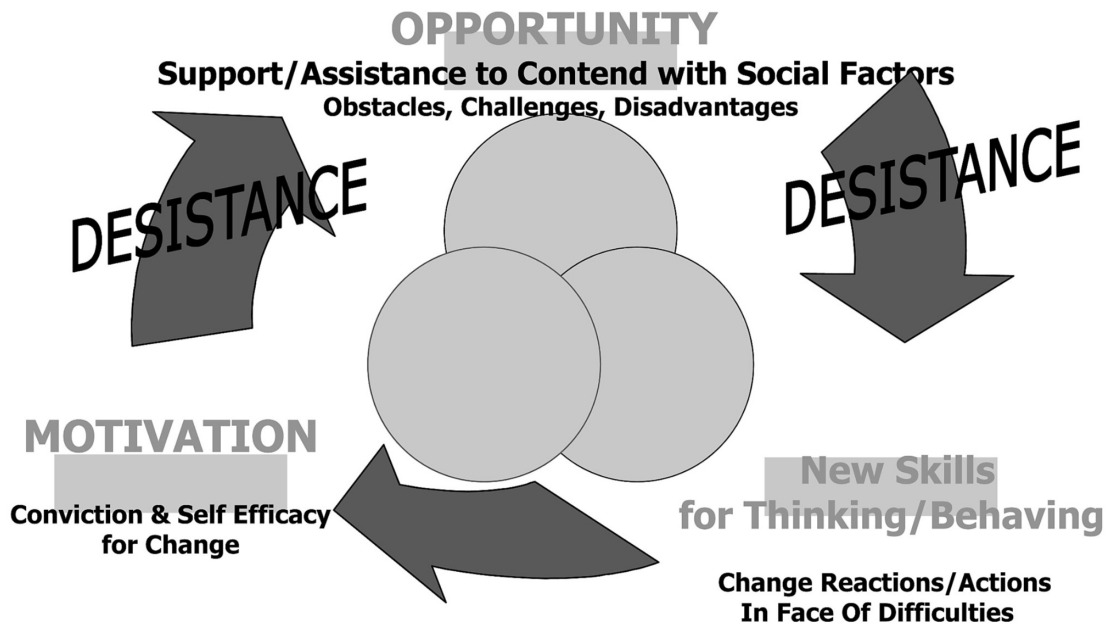 OPPORTUNITY
Support/Assistance to Contend with Social Factors
Obstacles, Challenges, Disadvantages
DESISTANCE
DESISTANCE
MOTIVATION
Conviction & Self Efficacy
for Change
New Skills
for Thinking/Behaving
Change Reactions/Actions
In Face Of Difficulties